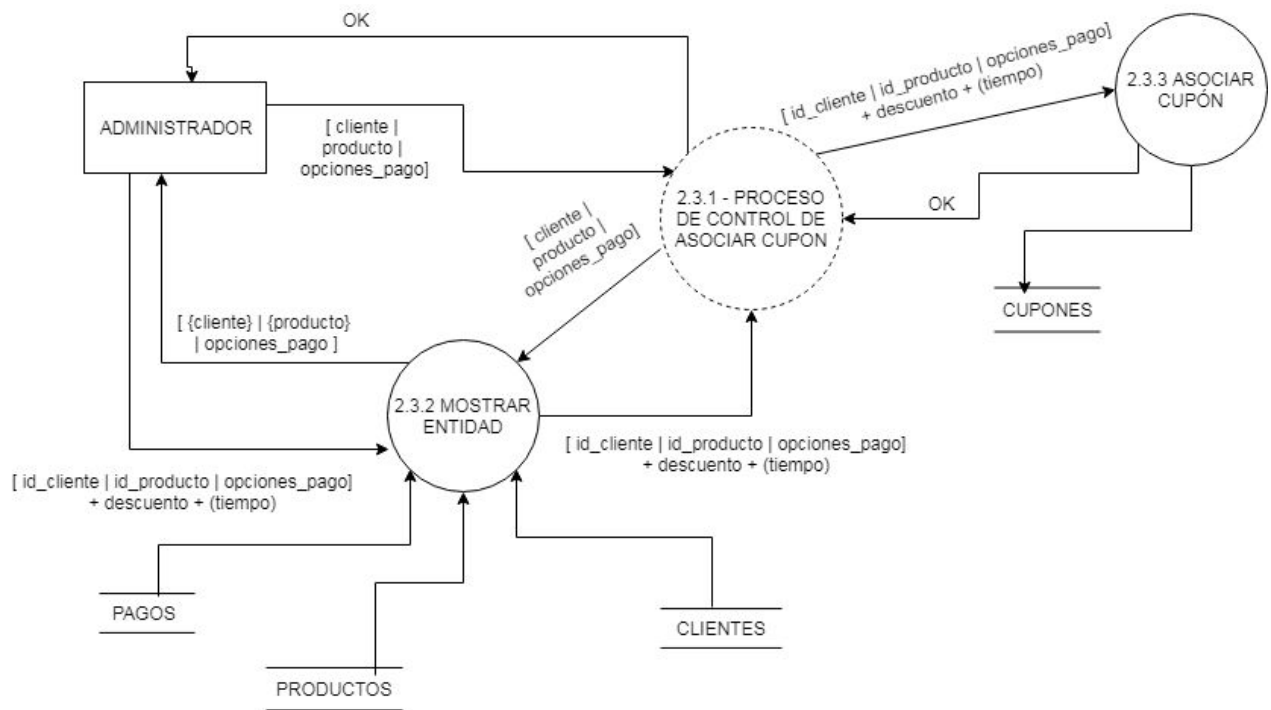 OK
ADMINISTRADOR
[ cliente |
producto |
opciones_pago]
[ id_cliente | id_producto | opciones_pago]
+ descuento + (tiempo)
2.3.3 ASOCIAR
CUPÓN
2.3.1 - PROCESO
DE CONTROL DE
ASOCIAR CUPON
OK
[ cliente |
producto |
opciones_pago]
CUPONES
[ {cliente} | {producto}
| opciones_pago ]
2.3.2 MOSTRAR
ENTIDAD
[ id_cliente | id_producto | opciones_pago]
+ descuento + (tiempo)
[ id_cliente | id_producto | opciones_pago]
+ descuento + (tiempo)
PAGOS
CLIENTES
PRODUCTOS